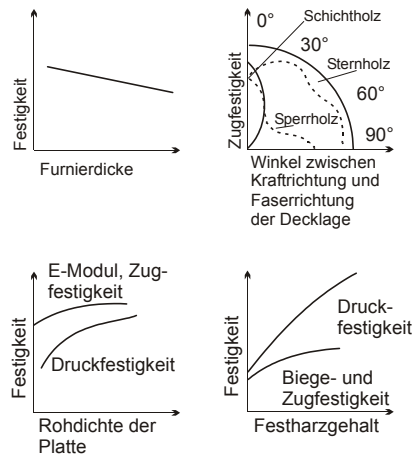 Festigkeit
Furnierdicke
0°
Schichtholz
30°
Sternholz
60°
Sperrholz
90°
Zugfestigkeit
Winkel zwischen
Kraftrichtung und
Faserrichtung
der Decklage
E-Modul, Zug-
festigkeit
Druckfestigkeit
Festigkeit
Rohdichte der
Platte
Druck-
festigkeit
Biege- und
Zugfestigkeit
Festigkeit
Festharzgehalt